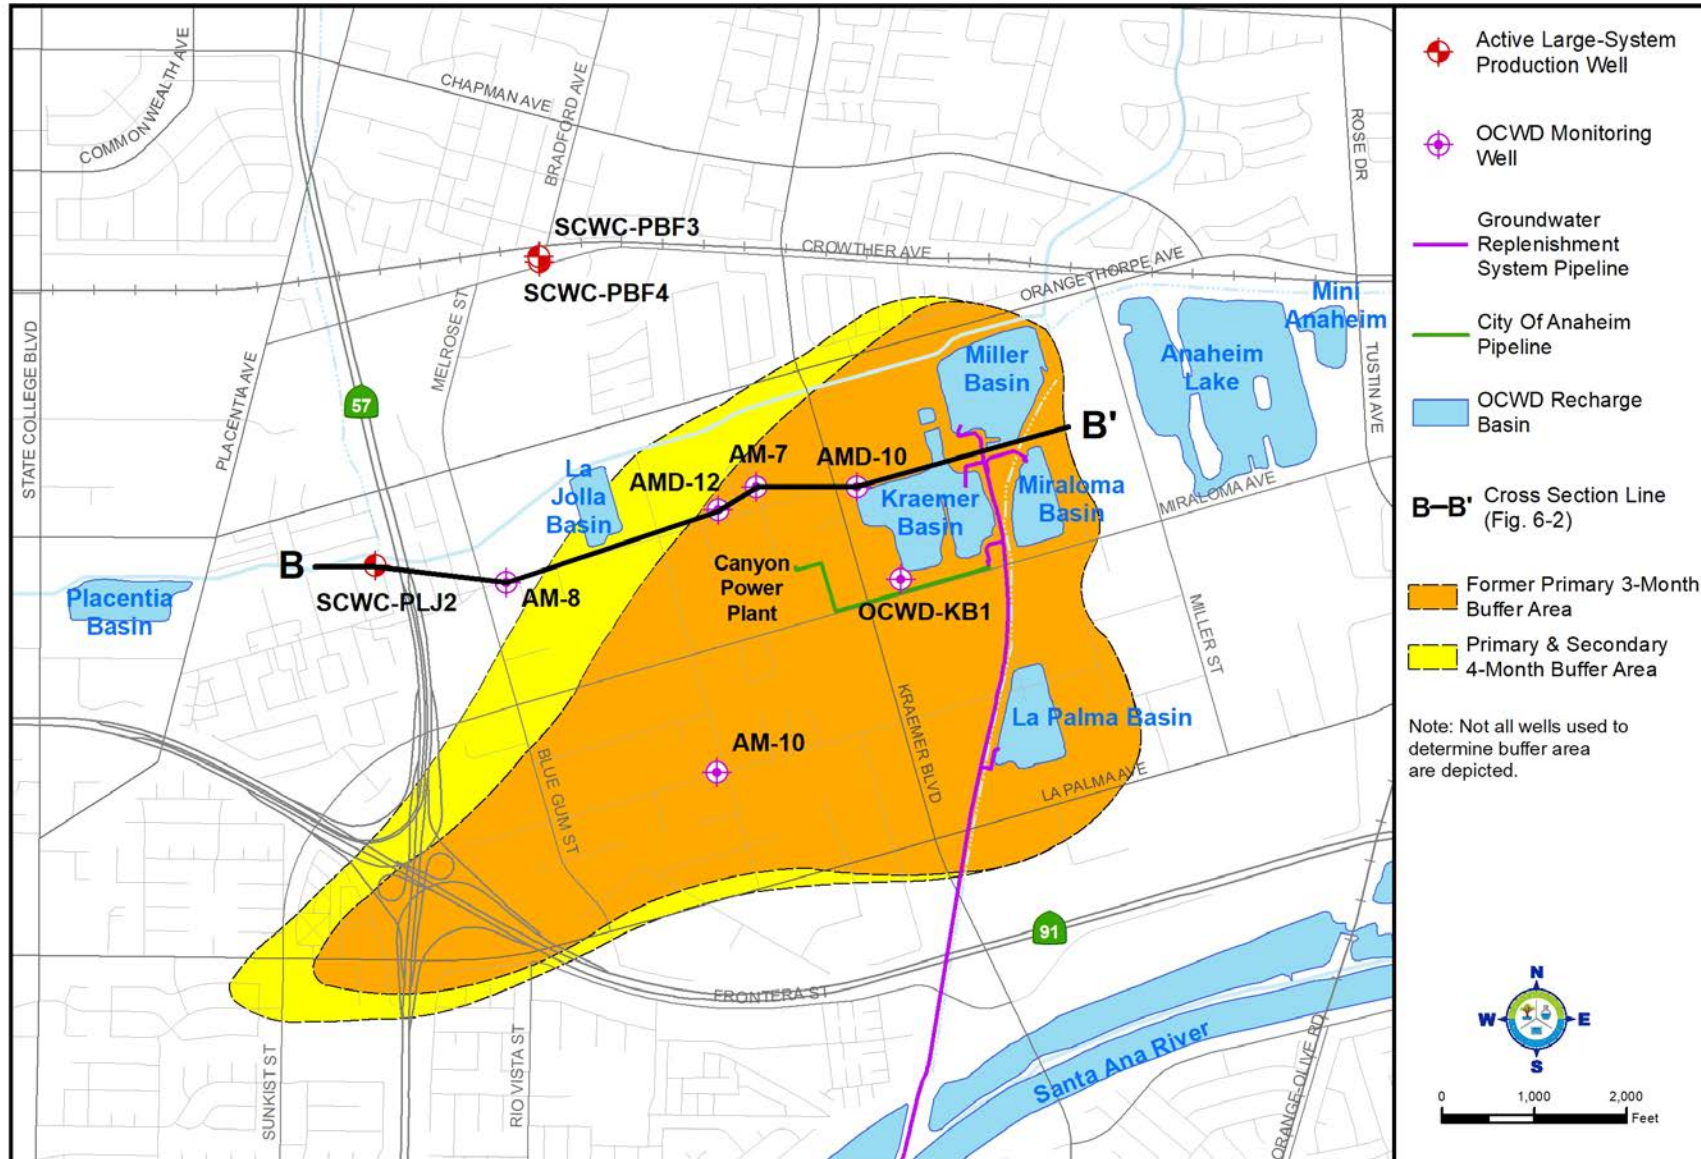 COMMONWEALTH AVE
CHAPMAN AVE
BRADFORD AVE
ROSE DR
SCWC-PBF3
SCWC-PBF4
CROWTHER AVE
ORANGETHORPE AVE
STATE COLLEGE BLVD
PLACENTIA AVE
MELROSE ST
57
Mini
Anaheim
Miller
Basin
Anaheim
Lake
TUSTIN AVE
B'
La
Jolla
Basin
AMD-12
AM-7
AMD-10
Kraemer
Basin
Miraloma
Basin
MIRALOMA AVE
B
SCWC-PLJ2
AM-8
Placentia
Basin
Canyon
Power
Plant
OCWD-KB1
MILLER ST
AM-10
BLUE GUM ST
KRAEMER BLVD
La Palma Basin
LA PALMA AVE
91
FRONTERA ST
SUNKIST ST
RIO VISTA ST
Santa Ana River
ORANGE-OLIVE RD
Active Large-System
Production Well
OCWD Monitoring
Well
Groundwater
Replenishment
System Pipeline
City Of Anaheim
Pipeline
OCWD Recharge
Basin
B–B' Cross Section Line
(Fig. 6-2)
Former Primary 3-Month
Buffer Area
Primary & Secondary
4-Month Buffer Area
Note: Not all wells used to
determine buffer area
are depicted.
N
W E
S
0 1,000 2,000
Feet